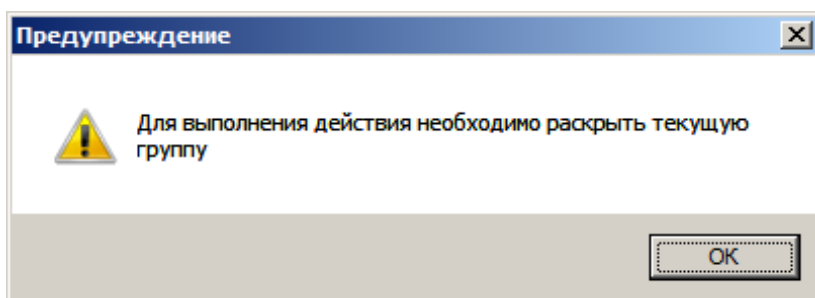 Предупреждение
Для выполнения действия необходимо раскрыть текущую
группу
OK